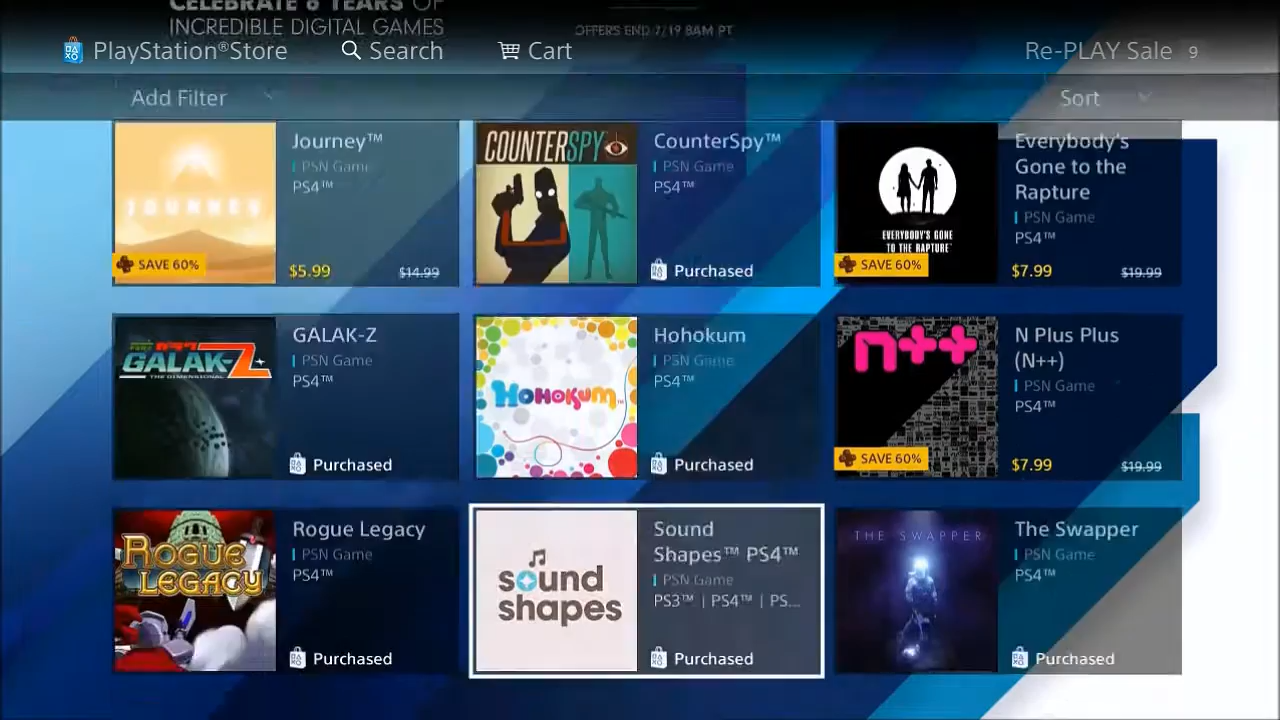 CELEBRATE 6 YEARS OF
INCREDIBLE DIGITAL GAMES
OFFERS END 7/19 8AM PT
PlayStation®Store
Search
Cart
Re-PLAY Sale 9
Add Filter
Sort
JOURNEY
SAVE 60%
Journey™
PSN Game
PS4™
$5.99 $14.99
COUNTERSPY
CounterSpy™
PSN Game
PS4™
Purchased
EVERYBODY'S GONE
TO THE RAPTURE™
SAVE 60%
Everybody's
Gone to the
Rapture
PSN Game
PS4™
$7.99 $19.99
GALAK-Z
THE DIMENSIONAL
GALAK-Z
PSN Game
PS4™
Purchased
HOHOKUM™
Hohokum
PSN Game
PS4™
Purchased
n++
SAVE 60%
N Plus Plus
(N++)
PSN Game
PS4™
$7.99 $19.99
ROGUE
LEGACY
Rogue Legacy
PSN Game
PS4™
Purchased
sound
shapes
Sound
Shapes™ PS4™
PSN Game
PS3™ | PS4™ | PS...
Purchased
THE SWAPPER
The Swapper
PSN Game
PS4™
Purchased